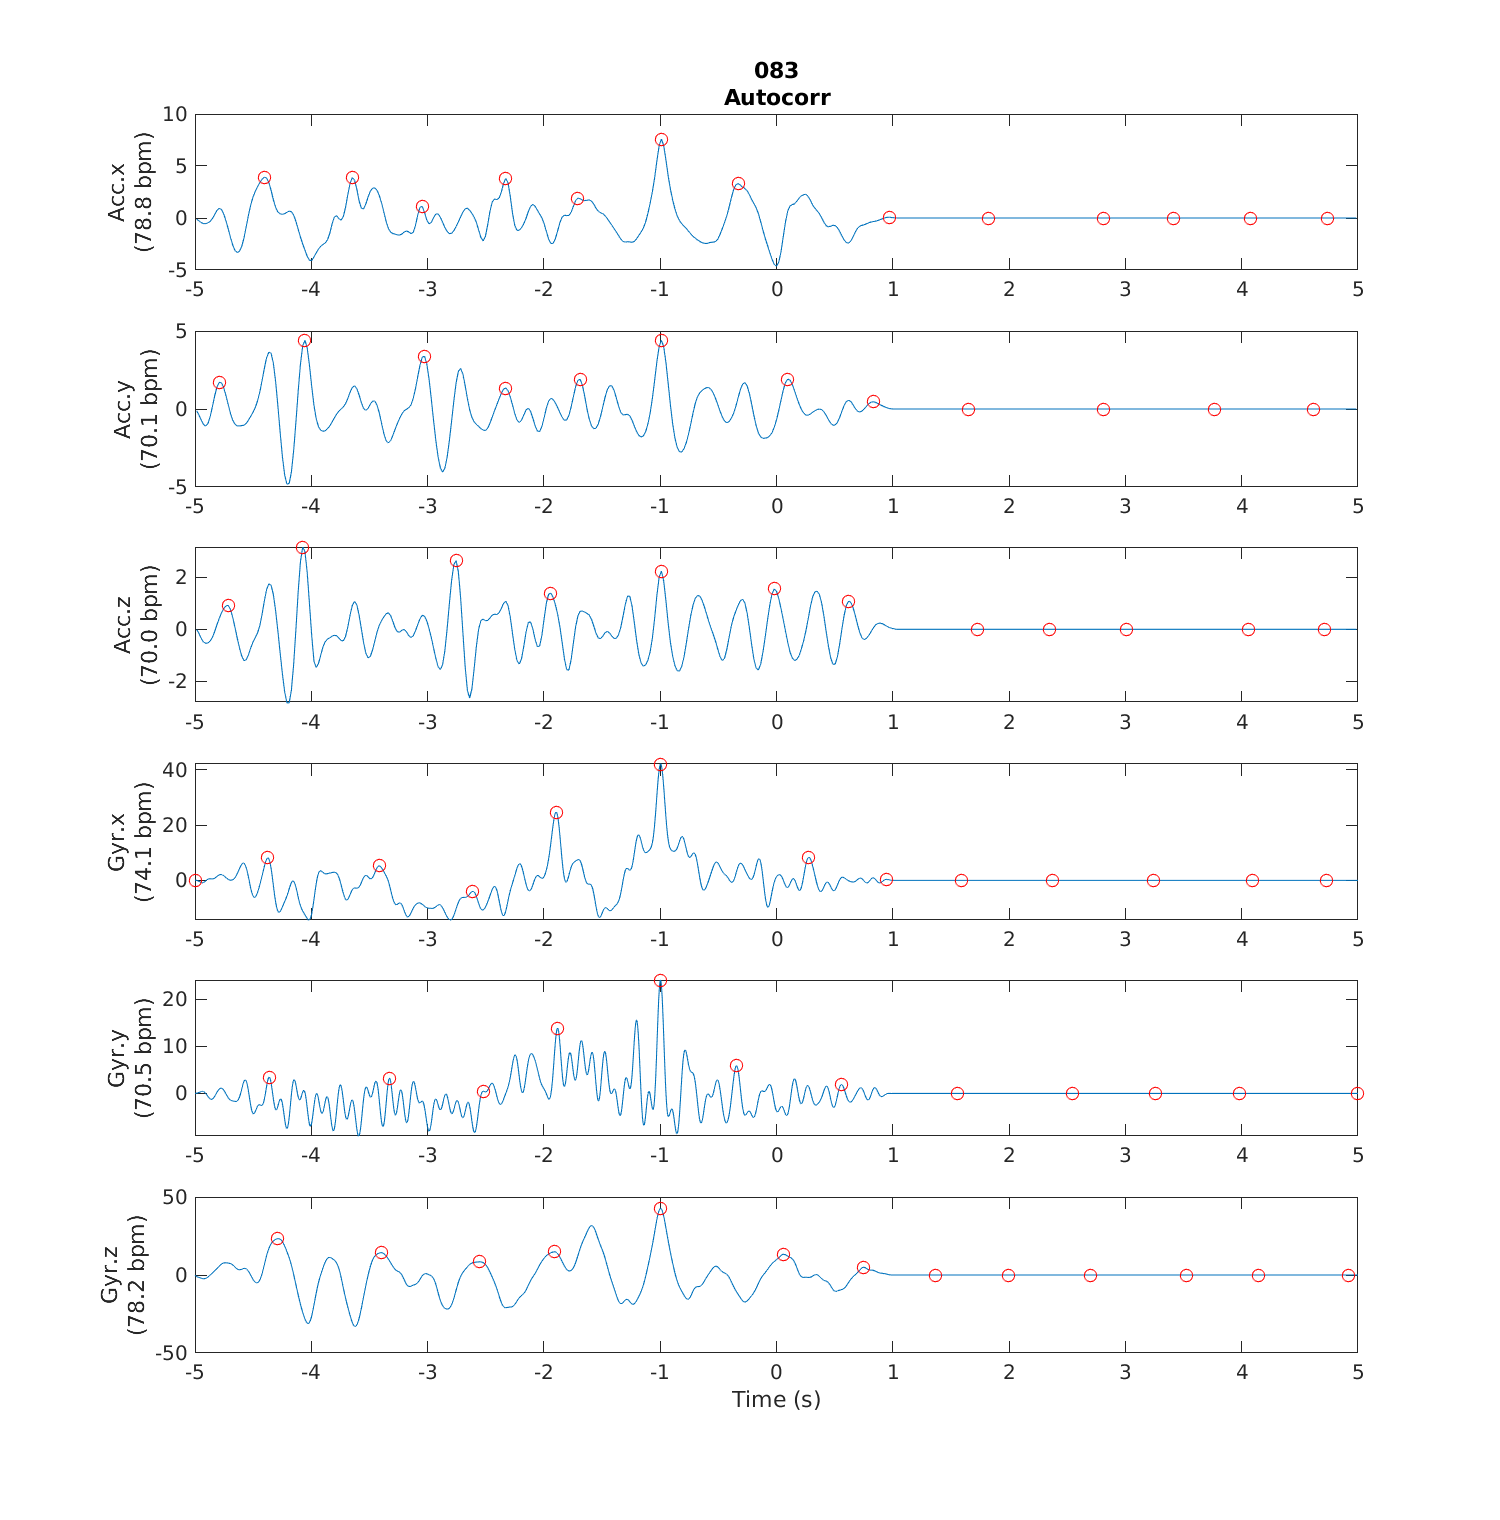 083
Autocorr
Acc.x
(78.8 bpm)
10
5
0
-5
-5 -4 -3 -2 -1 0 1 2 3 4 5
Acc.y
(70.1 bpm)
5
0
-5
-5 -4 -3 -2 -1 0 1 2 3 4 5
Acc.z
(70.0 bpm)
2
0
-2
-5 -4 -3 -2 -1 0 1 2 3 4 5
Gyr.x
(74.1 bpm)
40
20
0
-5 -4 -3 -2 -1 0 1 2 3 4 5
Gyr.y
(70.5 bpm)
20
10
0
-5 -4 -3 -2 -1 0 1 2 3 4 5
Gyr.z
(78.2 bpm)
50
0
-50
-5 -4 -3 -2 -1 0 1 2 3 4 5
Time (s)